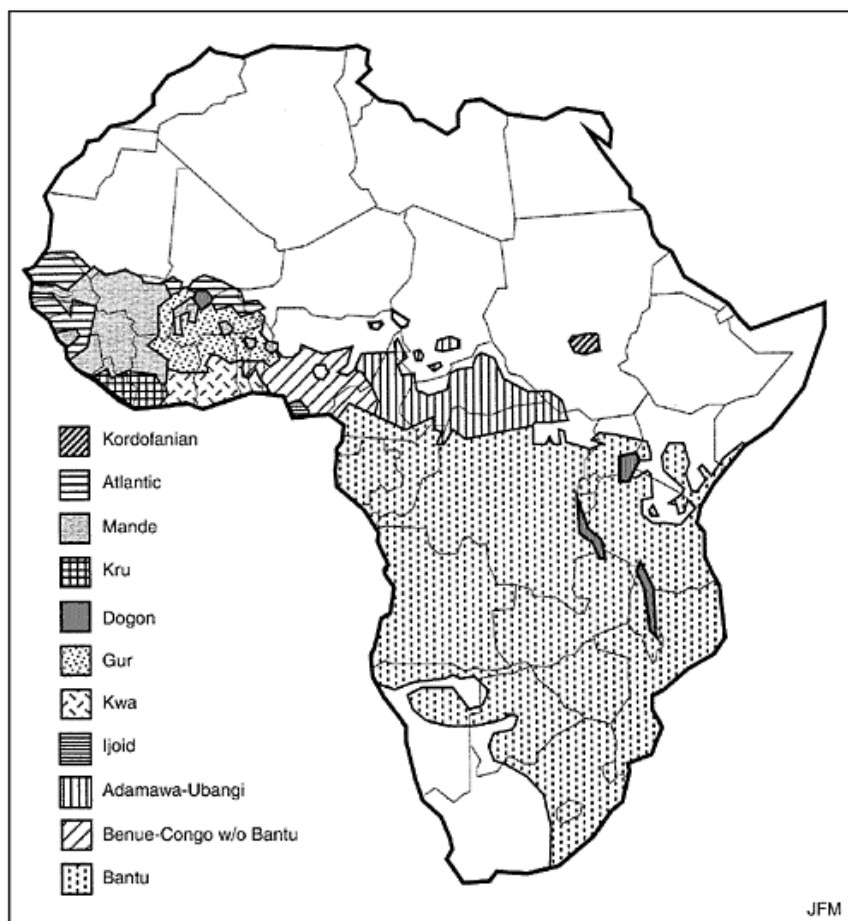 Kordofanian
Atlantic
Mande
Kru
Dogon
Gur
Kwa
Ijoid
Adamawa-Ubangi
Benue-Congo w/o Bantu
Bantu
JFM